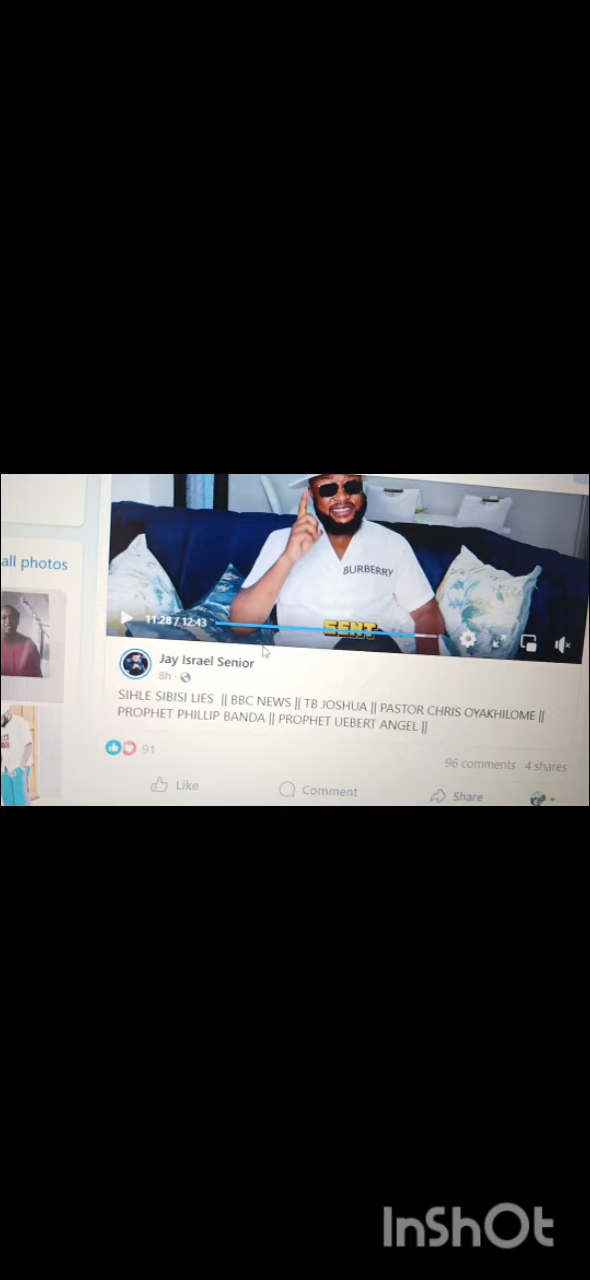 all photos
BURBERRY
11:28 / 12:43
SENT
Jay Israel Senior
8h ·
SIHLE SIBISI LIES || BBC NEWS || TB JOSHUA || PASTOR CHRIS OYAKHILOME ||
PROPHET PHILLIP BANDA || PROPHET UEBERT ANGEL ||
91
96 comments 4 shares
Like Comment Share
InShOt